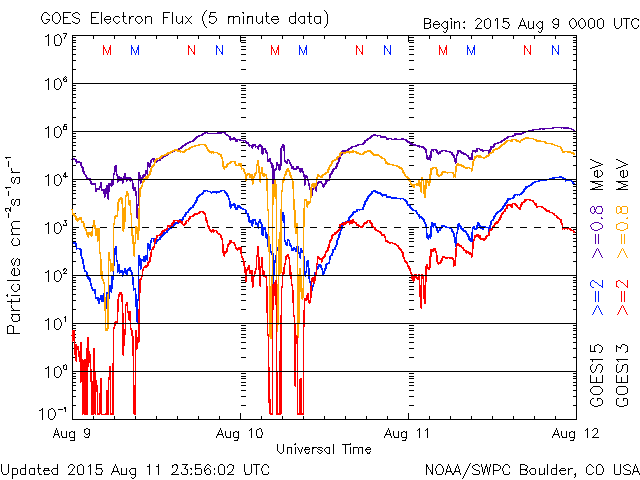 GOES Electron Flux (5 minute data)
Begin: 2015 Aug 9 0000 UTC
M M N N M M N N M M N N
10⁷
10⁶
10⁵
10⁴
10³
10²
10¹
10⁰
10⁻¹
Particles cm⁻²s⁻¹sr⁻¹
GOES15 >=2 >=0.8 MeV
GOES13 >=2 >=0.8 MeV
Aug 9 Aug 10 Aug 11 Aug 12
Universal Time
Updated 2015 Aug 11 23:56:02 UTC
NOAA/SWPC Boulder, CO USA